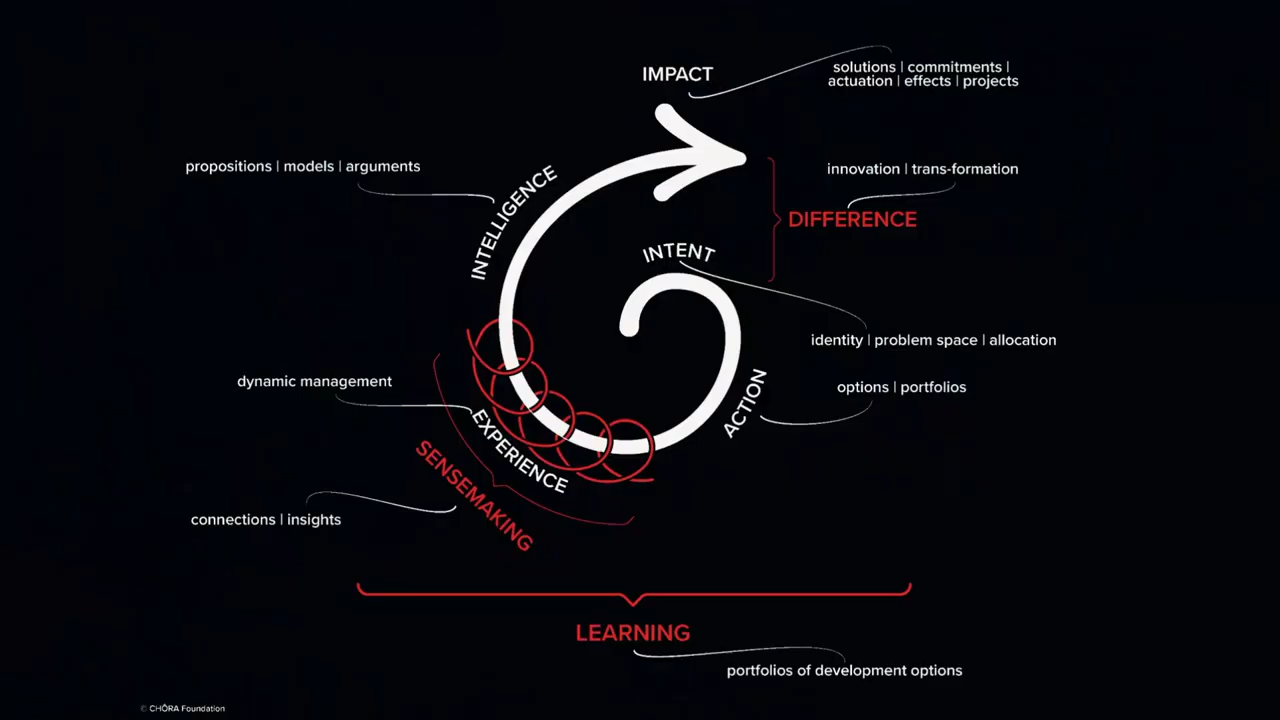 IMPACT
solutions | commitments |
actuation | effects | projects
propositions | models | arguments
innovation | trans-formation
INTELLIGENCE
DIFFERENCE
INTENT
identity | problem space | allocation
dynamic management
options | portfolios
ACTION
EXPERIENCE
SENSEMAKING
connections | insights
LEARNING
portfolios of development options
© CHÔRA Foundation